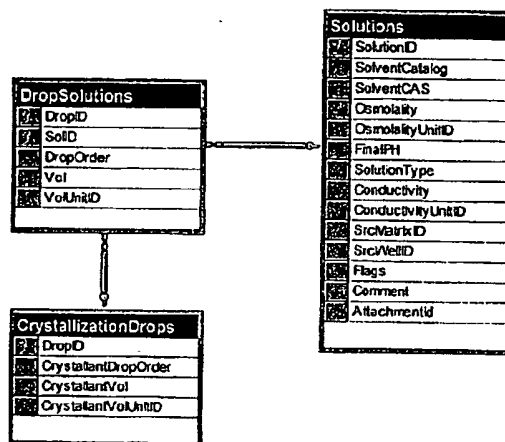 DropSolutions
DropID
SolID
DropOrder
Vol
VolUnitID
CrystallizationDrops
DropID
CrystallantDropOrder
CrystallantVol
CrystallantVolUnitID
Solutions
SolutionID
SolventCatalog
SolventCAS
Osmolality
OsmolalityUnitID
FinalPH
SolutionType
Conductivity
ConductivityUnitID
SrcMatrixID
SrcWellID
Flags
Comment
AttachmentId